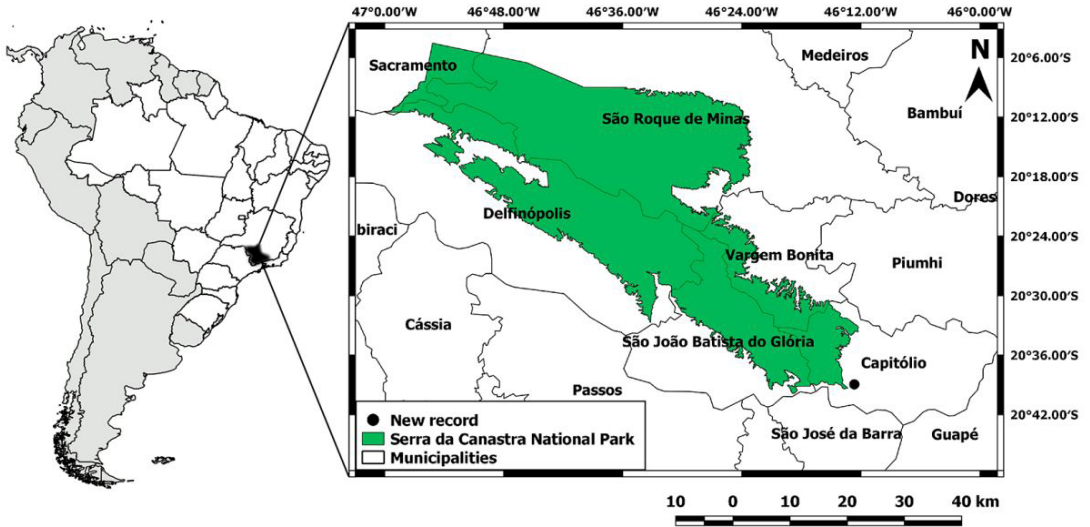 47°0.00'W 46°48.00'W 46°36.00'W 46°24.00'W 46°12.00'W 46°0.00'W
N
Medeiros
20°6.00'S
Sacramento
Bambuí
20°12.00'S
São Roque de Minas
20°18.00'S
Dores
Delfinópolis
biraci
20°24.00'S
Vargem Bonita
Piumhi
20°30.00'S
Cássia
São João Batista do Glória
20°36.00'S
Capitólio
Passos
20°42.00'S
São José da Barra
Guapé
New record
Serra da Canastra National Park
Municipalities
10 0 10 20 30 40 km